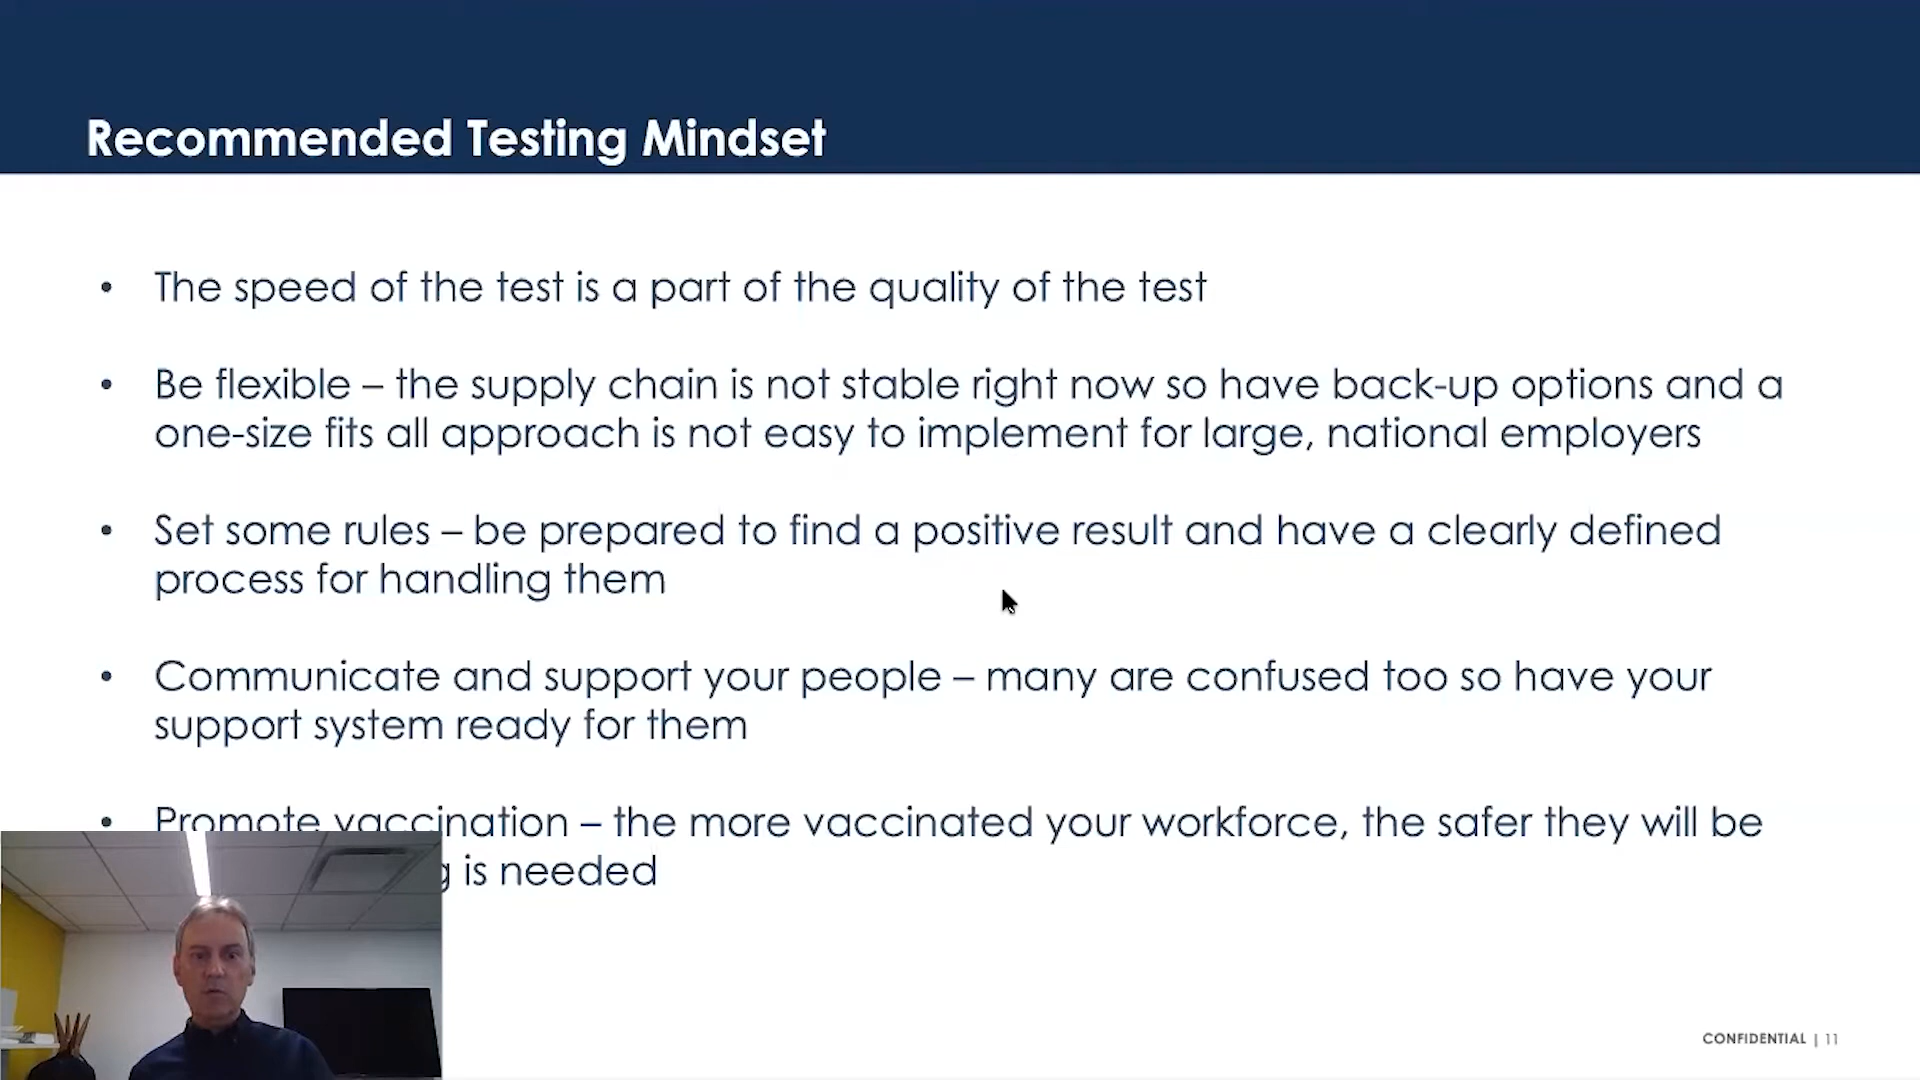 Recommended Testing Mindset
• The speed of the test is a part of the quality of the test
• Be flexible – the supply chain is not stable right now so have back-up options and a
one-size fits all approach is not easy to implement for large, national employers
• Set some rules – be prepared to find a positive result and have a clearly defined
process for handling them
• Communicate and support your people – many are confused too so have your
support system ready for them
• Promote vaccination – the more vaccinated your workforce, the safer they will be
is needed
CONFIDENTIAL | 11